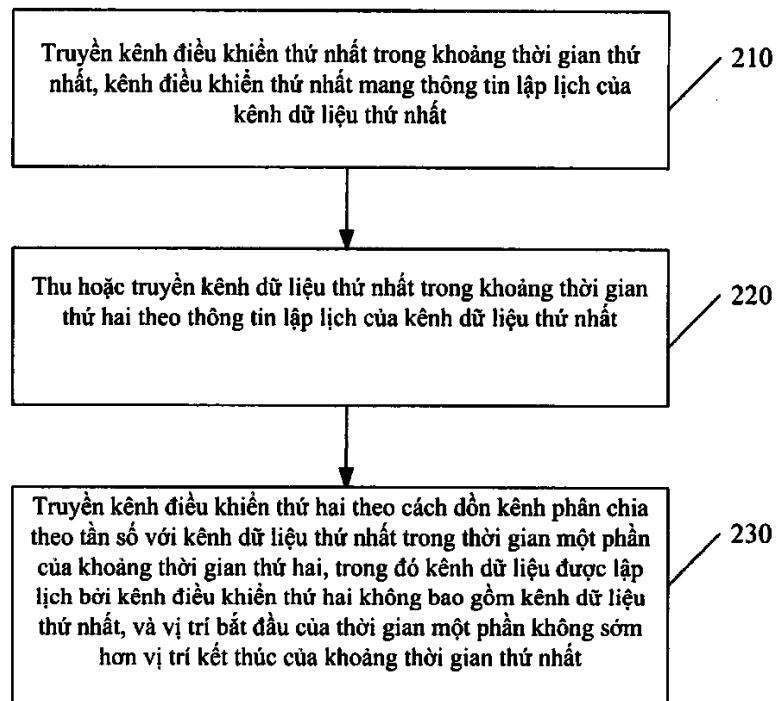 Truyền kênh điều khiển thứ nhất trong khoảng thời gian thứ
nhất, kênh điều khiển thứ nhất mang thông tin lập lịch của
kênh dữ liệu thứ nhất
210
Thu hoặc truyền kênh dữ liệu thứ nhất trong khoảng thời gian
thứ hai theo thông tin lập lịch của kênh dữ liệu thứ nhất
220
Truyền kênh điều khiển thứ hai theo cách dồn kênh phân chia
theo tần số với kênh dữ liệu thứ nhất trong thời gian một phần
của khoảng thời gian thứ hai, trong đó kênh dữ liệu được lập
lịch bởi kênh điều khiển thứ hai không bao gồm kênh dữ liệu
thứ nhất, và vị trí bắt đầu của thời gian một phần không sớm
hơn vị trí kết thúc của khoảng thời gian thứ nhất
230